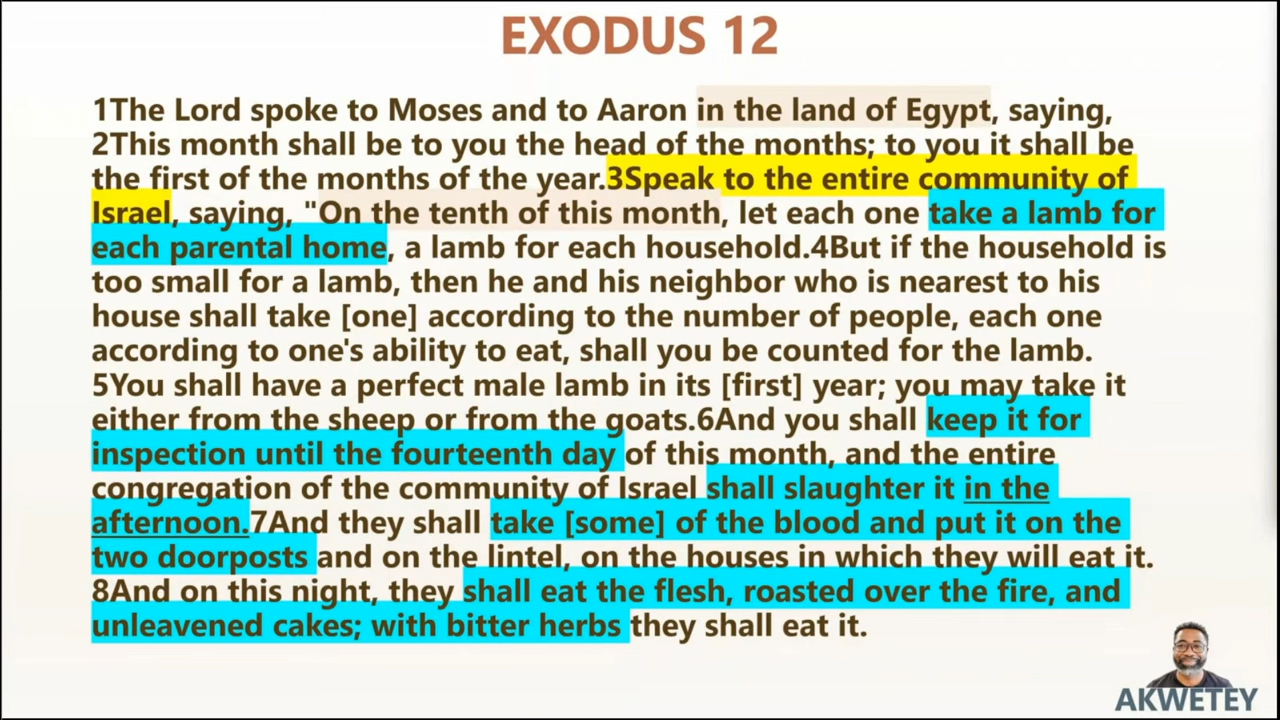 EXODUS 12
1The Lord spoke to Moses and to Aaron in the land of Egypt, saying,
2This month shall be to you the head of the months; to you it shall be
the first of the months of the year.3Speak to the entire community of
Israel, saying, "On the tenth of this month, let each one take a lamb for
each parental home, a lamb for each household.4But if the household is
too small for a lamb, then he and his neighbor who is nearest to his
house shall take [one] according to the number of people, each one
according to one's ability to eat, shall you be counted for the lamb.
5You shall have a perfect male lamb in its [first] year; you may take it
either from the sheep or from the goats.6And you shall keep it for
inspection until the fourteenth day of this month, and the entire
congregation of the community of Israel shall slaughter it in the
afternoon.7And they shall take [some] of the blood and put it on the
two doorposts and on the lintel, on the houses in which they will eat it.
8And on this night, they shall eat the flesh, roasted over the fire, and
unleavened cakes; with bitter herbs they shall eat it.
AKWETEY